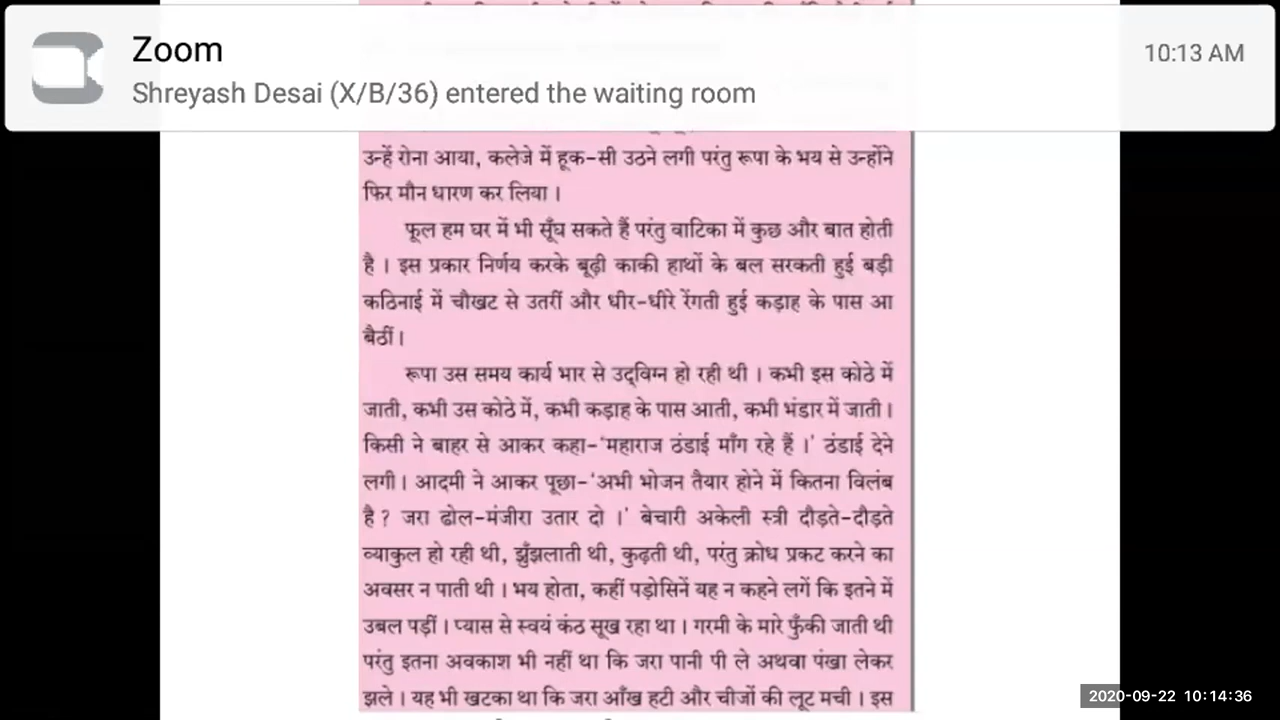 Zoom
10:13 AM
Shreyash Desai (X/B/36) entered the waiting room
उन्हें रोना आया, कलेजे में हूक-सी उठने लगी परंतु रूपा के भय से उन्होंने
फिर मौन धारण कर लिया ।
फूल हम घर में भी सूँघ सकते हैं परंतु वाटिका में कुछ और बात होती
है । इस प्रकार निर्णय करके बूढ़ी काकी हाथों के बल सरकती हुई बड़ी
कठिनाई में चौखट से उतरीं और धीर-धीरे रेंगती हुई कड़ाह के पास आ
बैठीं ।
रूपा उस समय कार्य भार से उद्‌विग्न हो रही थी । कभी इस कोठे में
जाती, कभी उस कोठे में, कभी कड़ाह के पास आती, कभी भंडार में जाती ।
किसी ने बाहर से आकर कहा-'महाराज ठंडाई माँग रहे हैं ।' ठंडाई देने
लगी । आदमी ने आकर पूछा-'अभी भोजन तैयार होने में कितना विलंब
है ? जरा ढोल-मंजीरा उतार दो ।' बेचारी अकेली स्त्री दौड़ते-दौड़ते
व्याकुल हो रही थी, झुँझलाती थी, कुढ़ती थी, परंतु क्रोध प्रकट करने का
अवसर न पाती थी । भय होता, कहीं पड़ोसिनें यह न कहने लगें कि इतने में
उबल पड़ीं । प्यास से स्वयं कंठ सूख रहा था । गरमी के मारे फुँकी जाती थी
परंतु इतना अवकाश भी नहीं था कि जरा पानी पी ले अथवा पंखा लेकर
झले । यह भी खटका था कि जरा आँख हटी और चीजों की लूट मची । इस
2020-09-22 10:14:36